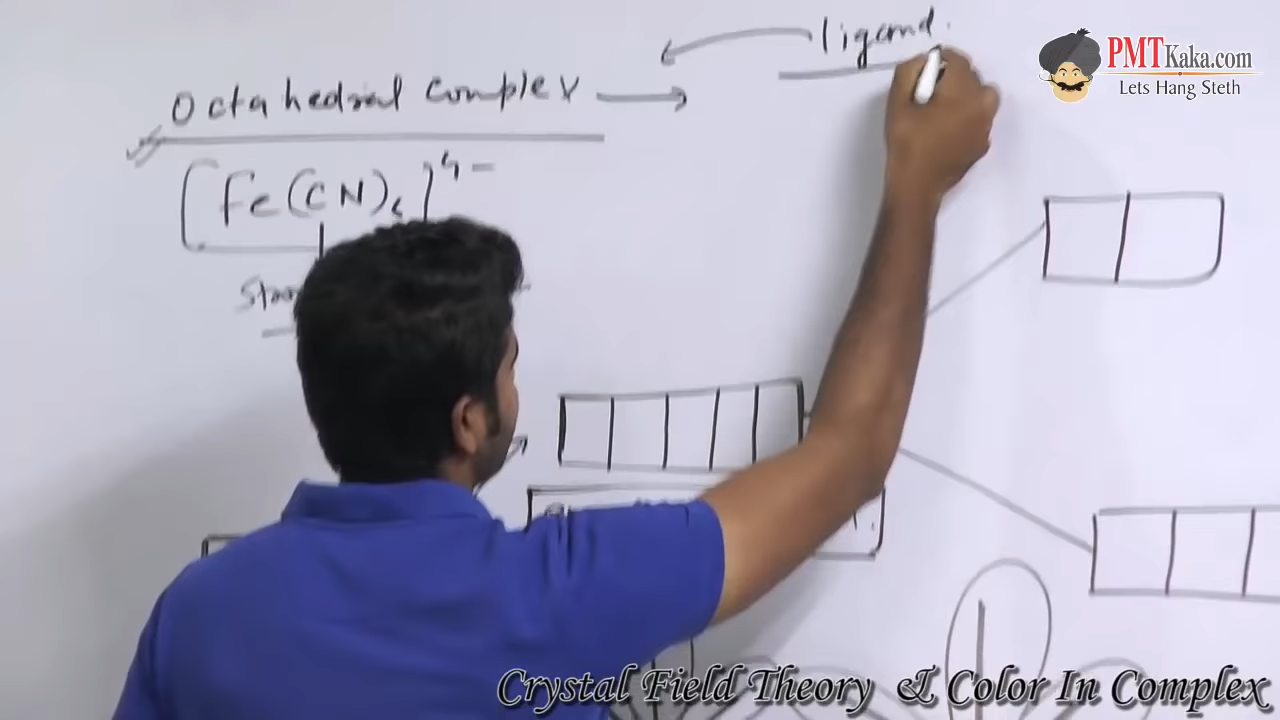 ligand.
PMTKaka.com
Lets Hang Steth
Octahedral complex
[Fe(CN)6]4-
Crystal Field Theory & Color In Complex